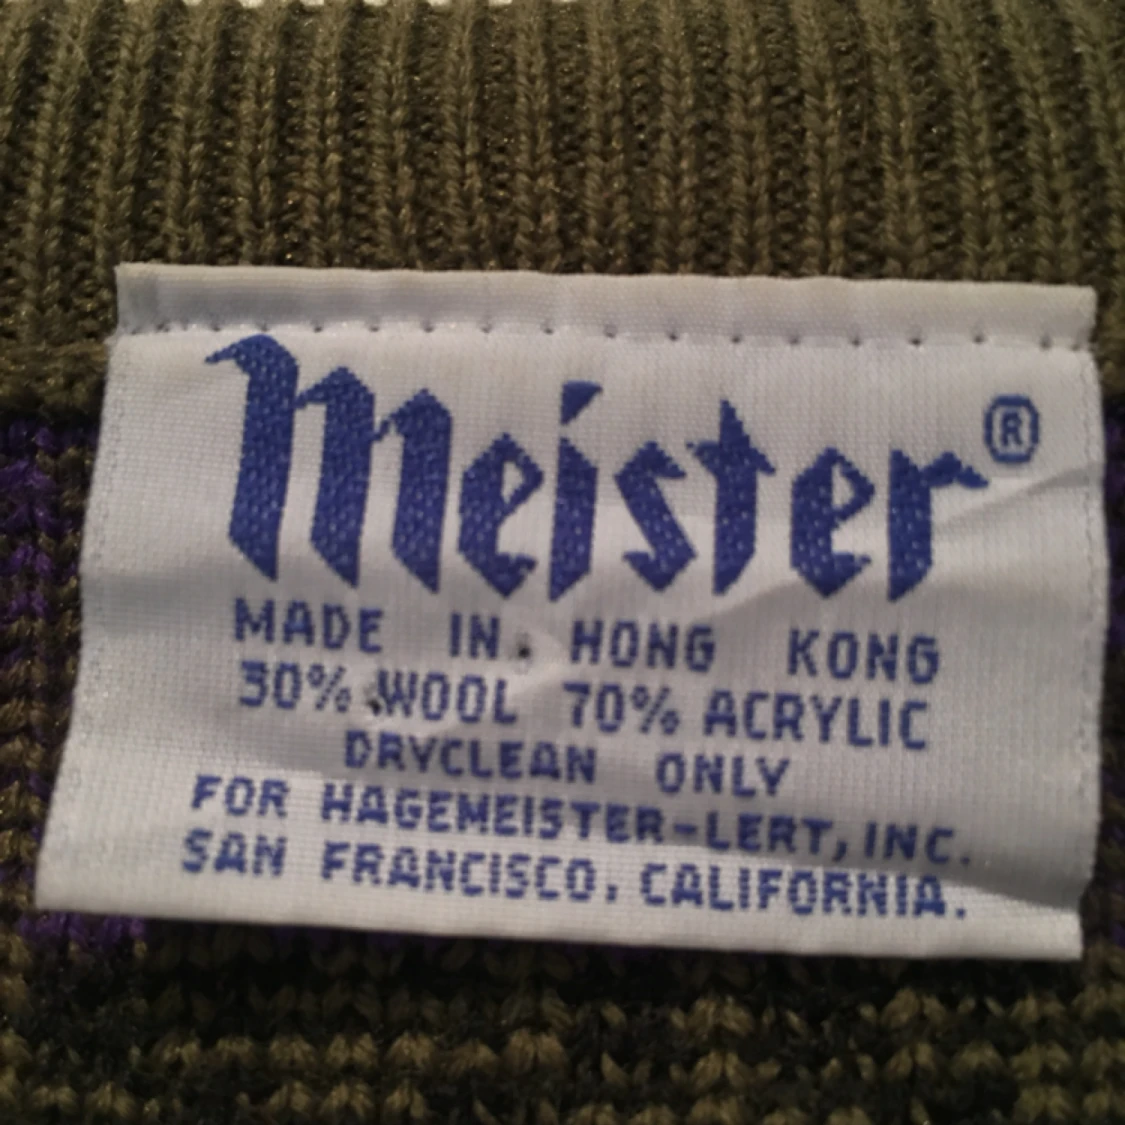 Meister®
MADE IN HONG KONG
30% WOOL 70% ACRYLIC
DRYCLEAN ONLY
FOR HAGEMEISTER-LERT, INC.
SAN FRANCISCO, CALIFORNIA.